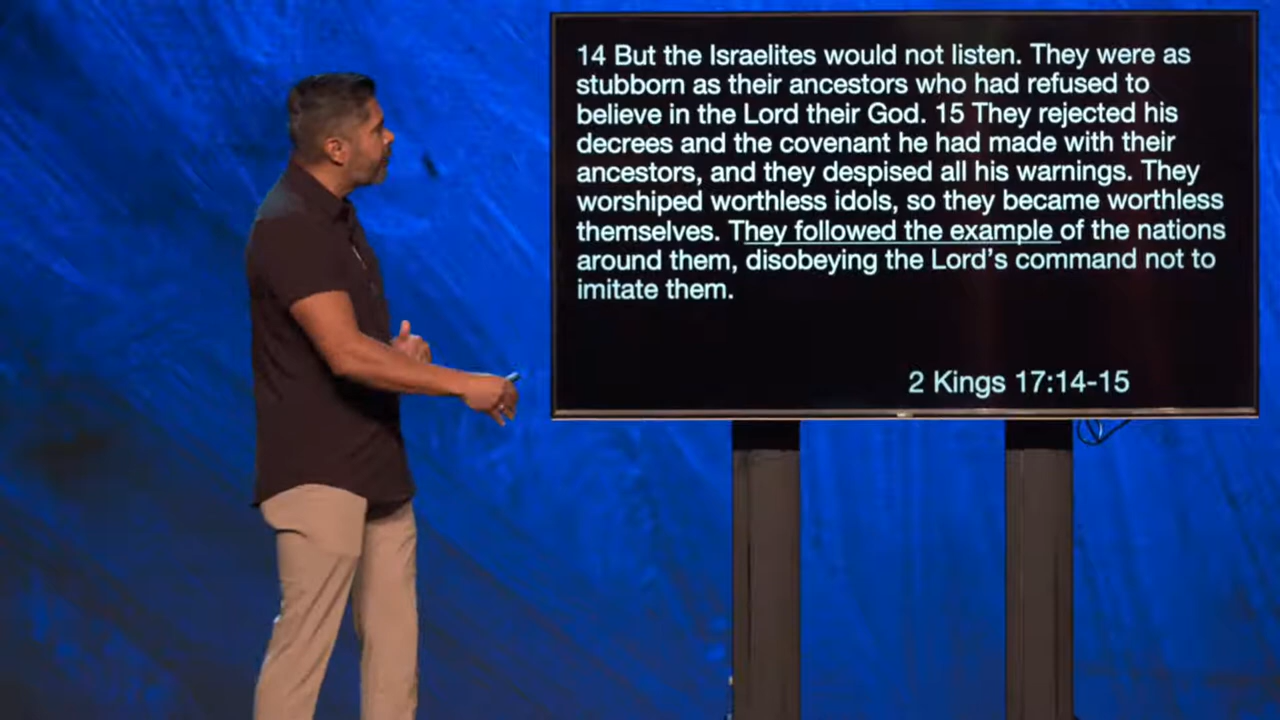 14 But the Israelites would not listen. They were as
stubborn as their ancestors who had refused to
believe in the Lord their God. 15 They rejected his
decrees and the covenant he had made with their
ancestors, and they despised all his warnings. They
worshiped worthless idols, so they became worthless
themselves. They followed the example of the nations
around them, disobeying the Lord’s command not to
imitate them.
2 Kings 17:14-15